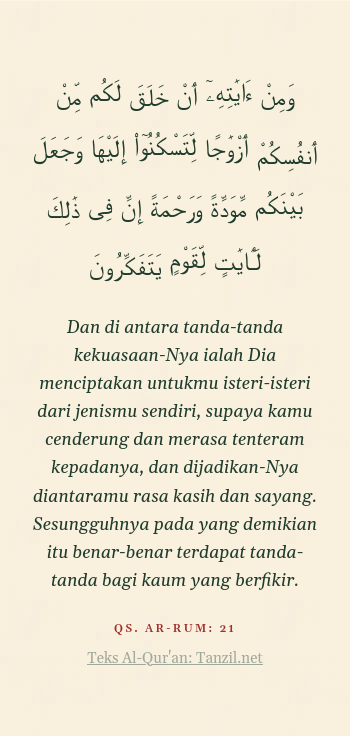 وَمِنْ ءَايَٰتِهِۦٓ أَنْ خَلَقَ لَكُم مِّنْ
أَنفُسِكُمْ أَزْوَٰجًا لِّتَسْكُنُوٓا۟ إِلَيْهَا وَجَعَلَ
بَيْنَكُم مَّوَدَّةً وَرَحْمَةً إِنَّ فِى ذَٰلِكَ
لَـَٔايَٰتٍ لِّقَوْمٍ يَتَفَكَّرُونَ
Dan di antara tanda-tanda
kekuasaan-Nya ialah Dia
menciptakan untukmu isteri-isteri
dari jenismu sendiri, supaya kamu
cenderung dan merasa tenteram
kepadanya, dan dijadikan-Nya
diantaramu rasa kasih dan sayang.
Sesungguhnya pada yang demikian
itu benar-benar terdapat tanda-
tanda bagi kaum yang berfikir.
QS. AR-RUM: 21
Teks Al-Qur'an: Tanzil.net